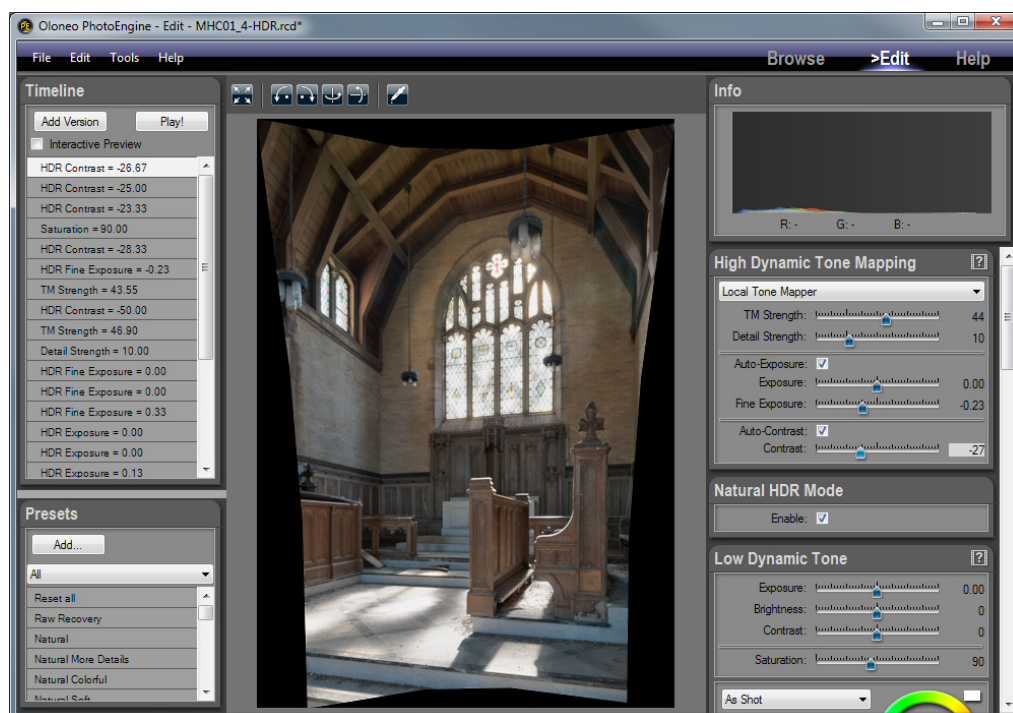 Oloneo PhotoEngine - Edit - MHC01_4-HDR.rcd*
File Edit Tools Help
Browse >Edit Help
Timeline
Add Version Play!
Interactive Preview
HDR Contrast = -26.67
HDR Contrast = -25.00
HDR Contrast = -23.33
Saturation = 90.00
HDR Contrast = -28.33
HDR Fine Exposure = -0.23
TM Strength = 43.55
HDR Contrast = -50.00
TM Strength = 46.90
Detail Strength = 10.00
HDR Fine Exposure = 0.00
HDR Fine Exposure = 0.00
HDR Fine Exposure = 0.33
HDR Exposure = 0.00
HDR Exposure = 0.00
HDR Exposure = 0.13
Presets
Add...
All
Reset all
Raw Recovery
Natural
Natural More Details
Natural Colorful
Natural Soft
Info
R: - G: - B: -
High Dynamic Tone Mapping [?]
Local Tone Mapper
TM Strength: 44
Detail Strength: 10
Auto-Exposure:
Exposure: 0.00
Fine Exposure: -0.23
Auto-Contrast:
Contrast: -27
Natural HDR Mode
Enable:
Low Dynamic Tone [?]
Exposure: 0.00
Brightness: 0
Contrast: 0
Saturation: 90
As Shot